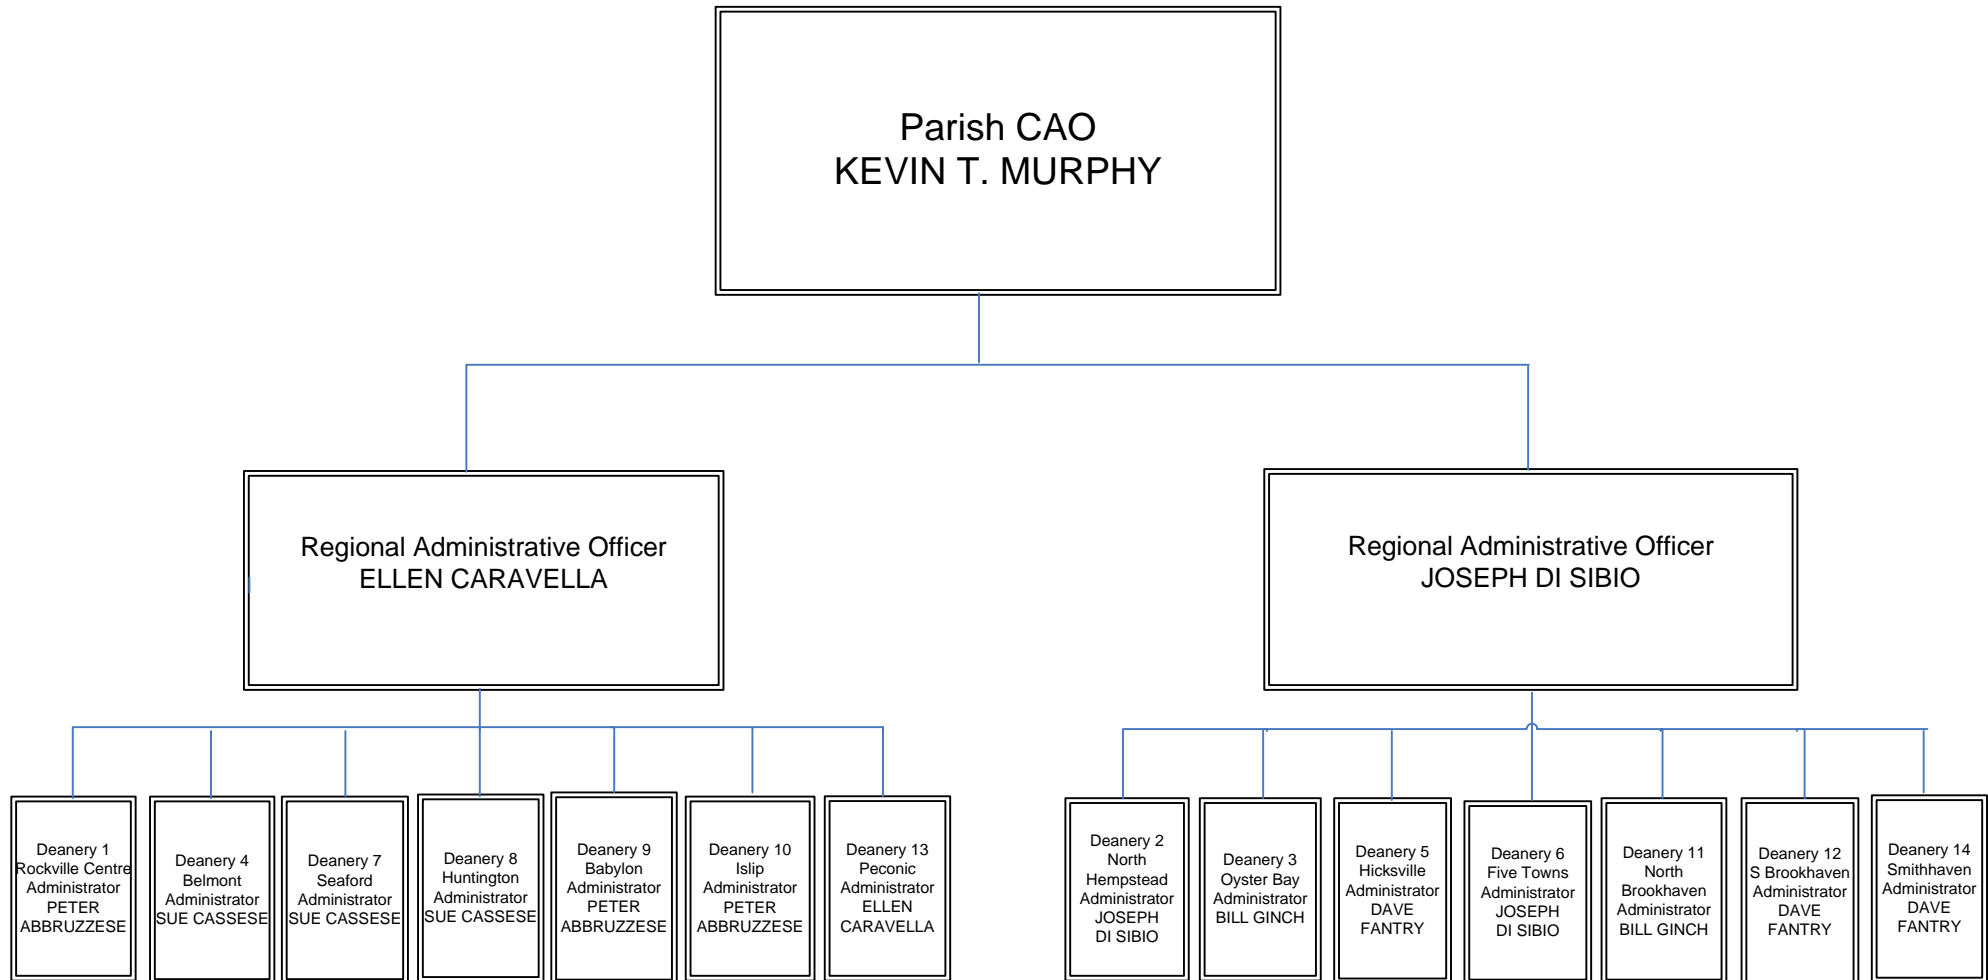 Parish CAO
KEVIN T. MURPHY
Regional Administrative Officer
ELLEN CARAVELLA
Regional Administrative Officer
JOSEPH DI SIBIO
Deanery 1
Rockville Centre
Administrator
PETER
ABBRUZZESE
Deanery 4
Belmont
Administrator
SUE CASSESE
Deanery 7
Seaford
Administrator
SUE CASSESE
Deanery 8
Huntington
Administrator
SUE CASSESE
Deanery 9
Babylon
Administrator
PETER
ABBRUZZESE
Deanery 10
Islip
Administrator
PETER
ABBRUZZESE
Deanery 13
Peconic
Administrator
ELLEN
CARAVELLA
Deanery 2
North
Hempstead
Administrator
JOSEPH
DI SIBIO
Deanery 3
Oyster Bay
Administrator
BILL GINCH
Deanery 5
Hicksville
Administrator
DAVE
FANTRY
Deanery 6
Five Towns
Administrator
JOSEPH
DI SIBIO
Deanery 11
North
Brookhaven
Administrator
BILL GINCH
Deanery 12
S Brookhaven
Administrator
DAVE
FANTRY
Deanery 14
Smithhaven
Administrator
DAVE
FANTRY